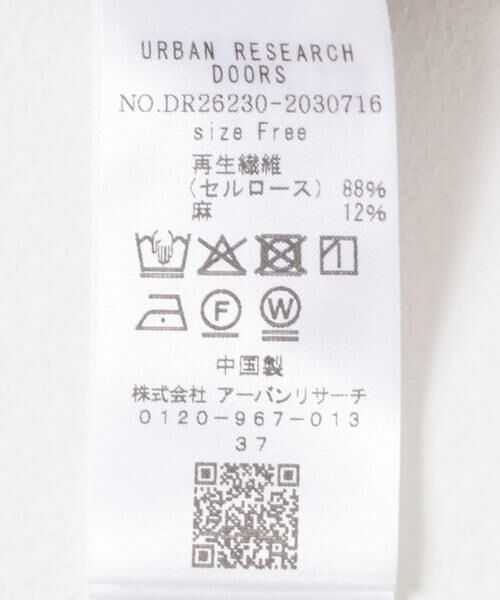 URBAN RESEARCH
DOORS
NO.DR26230-2030716
size Free
再生繊維
(セルロース) 88%
麻 12%
F W
中国製
株式会社 アーバンリサーチ
0120-967-013
37